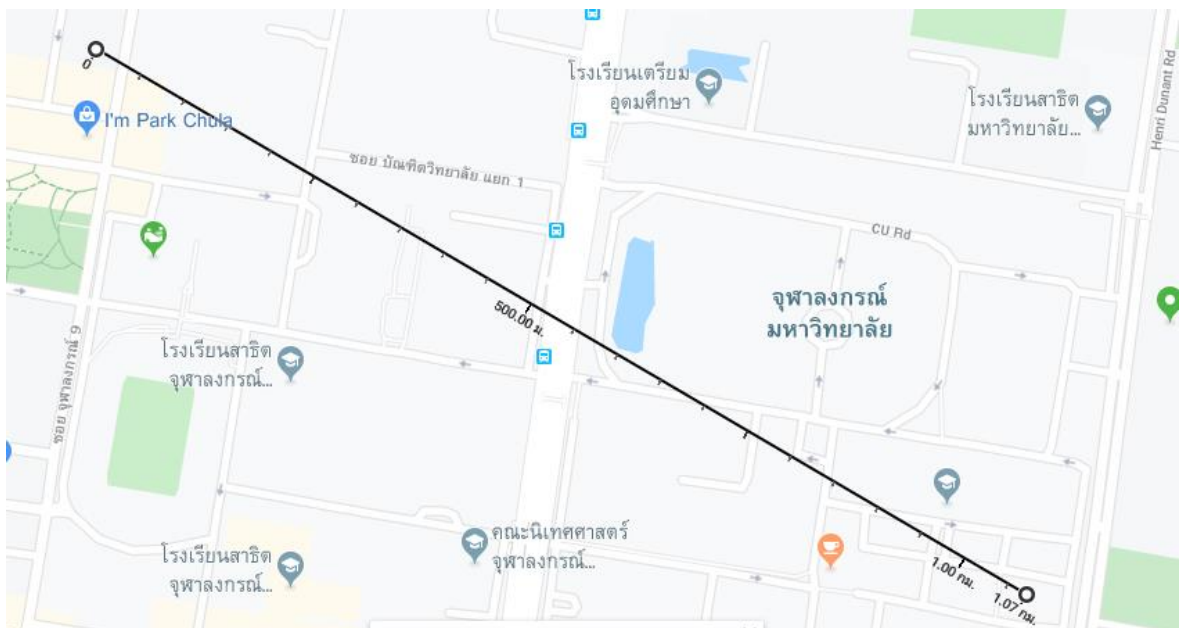 0
I'm Park Chula
โรงเรียนเตรียม
อุดมศึกษา
โรงเรียนสาธิต
มหาวิทยาลัย...
Henri Dunant Rd
ซอย บัณฑิตวิทยาลัย แยก 1
CU Rd
จุฬาลงกรณ์
มหาวิทยาลัย
500.00 ม.
ซอย จุฬาลงกรณ์ 9
โรงเรียนสาธิต
จุฬาลงกรณ์...
คณะนิเทศศาสตร์
จุฬาลงกรณ์...
โรงเรียนสาธิต
จุฬาลงกรณ์...
1.00 กม.
1.07 กม.